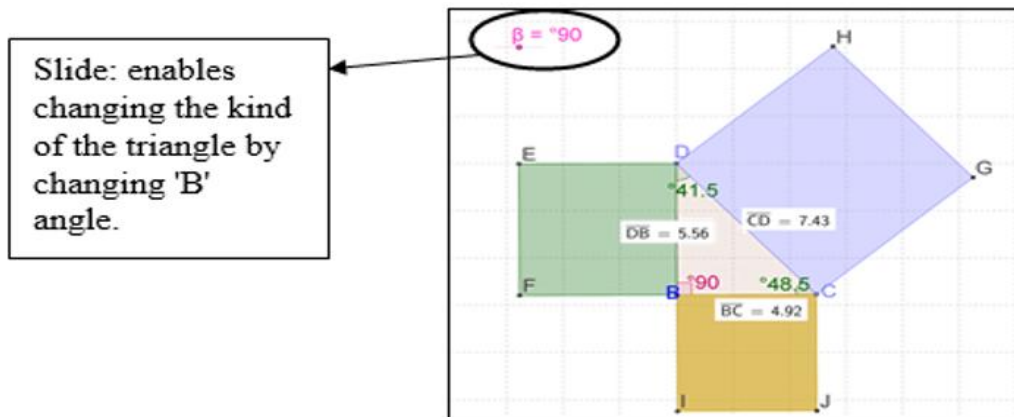 Slide: enables
changing the kind
of the triangle by
changing 'B'
angle.
β = °90
H
E
D
G
°41.5
DB = 5.56
CD = 7.43
F
B
°90
°48.5
C
BC = 4.92
I
J